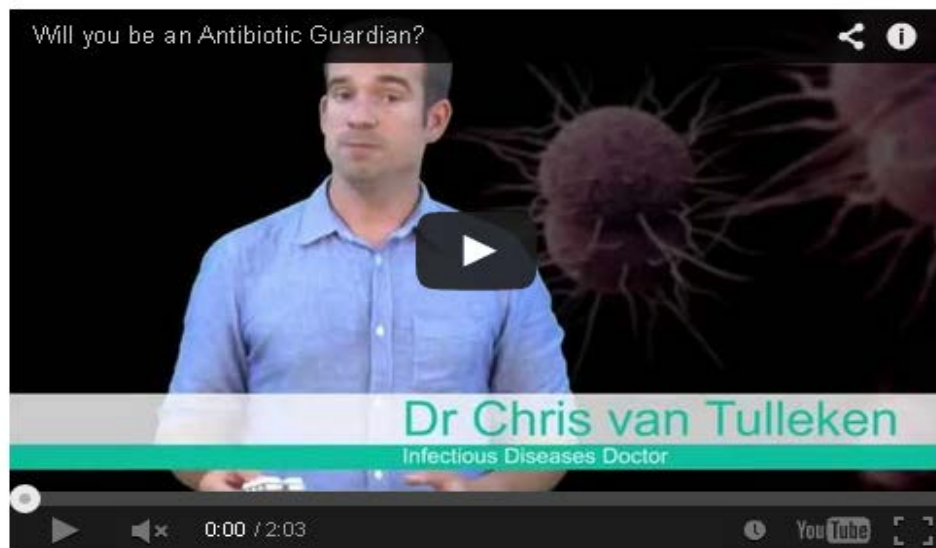 Will you be an Antibiotic Guardian?
Dr Chris van Tulleken
Infectious Diseases Doctor
0:00 / 2:03
YouTube